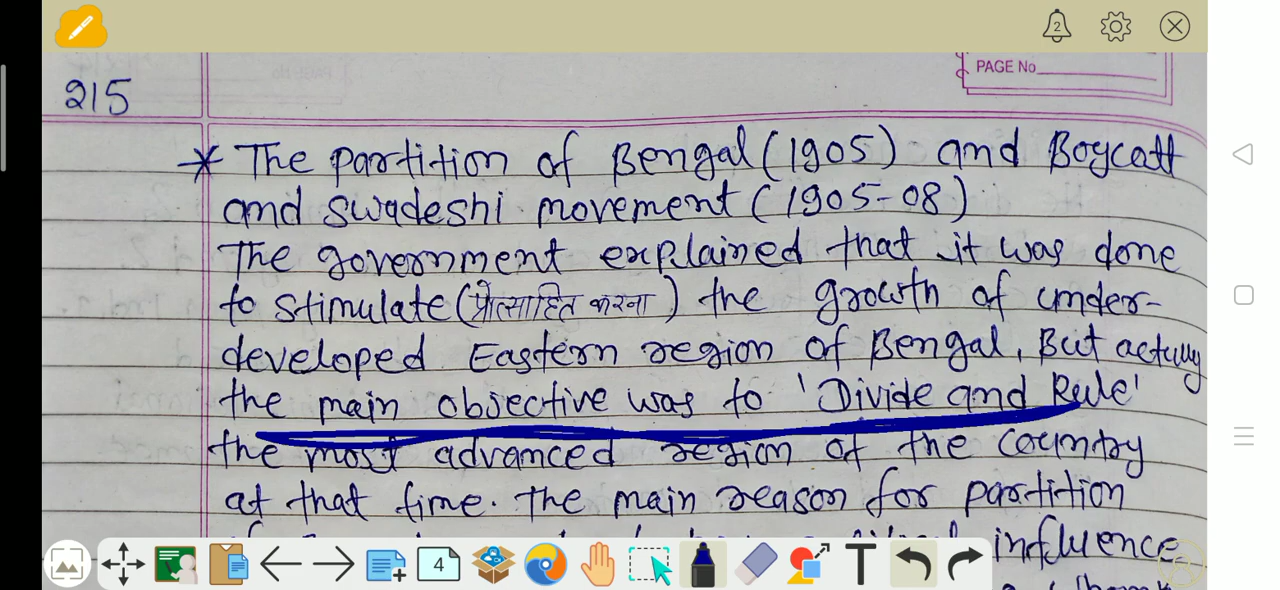 2
PAGE No
215
* The partition of Bengal (1905) and Boycatt
and swadeshi movement (1905-08)
The government explained that it was done
to stimulate (प्रोत्साहित करना) the growth of under-
developed Eastern region of Bengal, But actully
the main objective was to 'Divide and Rule'
the most advanced region of the country
at that time. The main reason for partition
influence
4
T